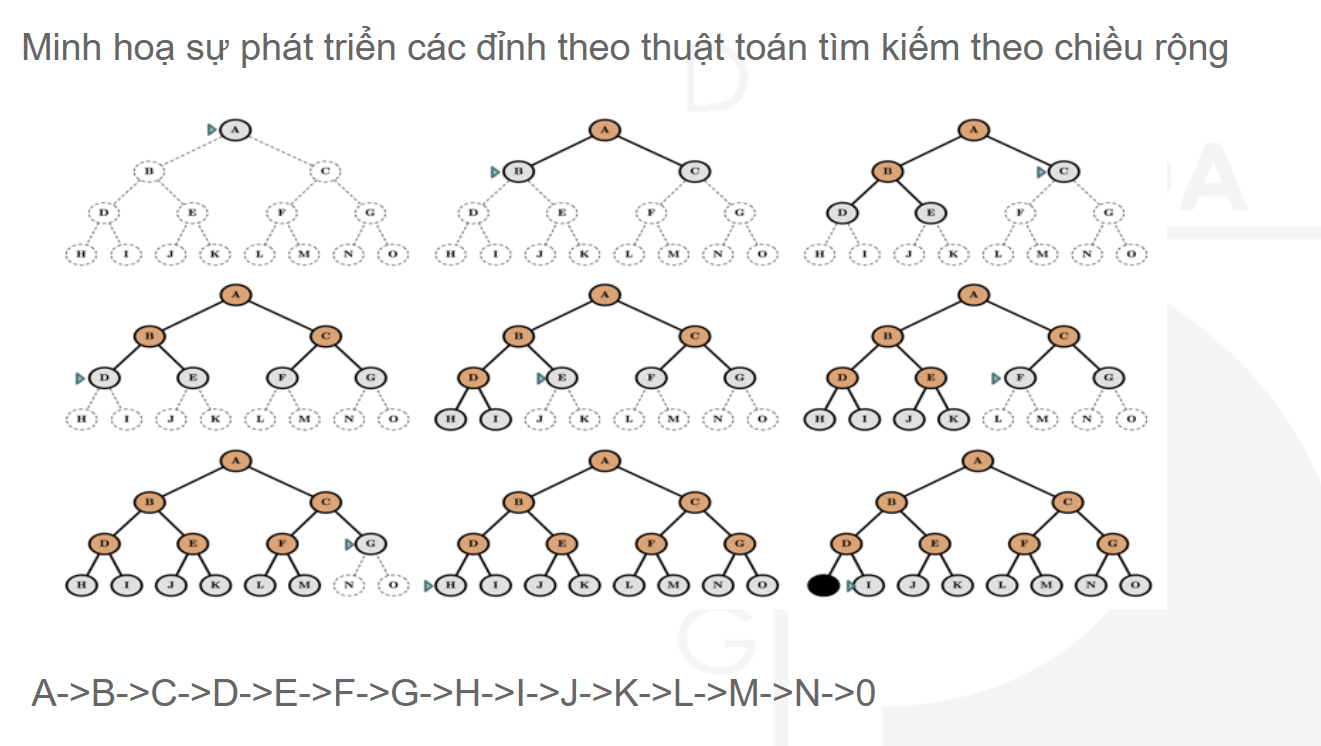 Minh hoạ sự phát triển các đỉnh theo thuật toán tìm kiếm theo chiều rộng
A A A
B C B C B C
D E F G D E F G D E F G
H I J K L M N O H I J K L M N O H I J K L M N O
A A A
B C B C B C
D E F G D E F G D E F G
H I J K L M N O H I J K L M N O H I J K L M N O
A A A
B C B C B C
D E F G D E F G D E F G
H I J K L M N O H I J K L M N O I J K L M N O
A->B->C->D->E->F->G->H->I->J->K->L->M->N->0